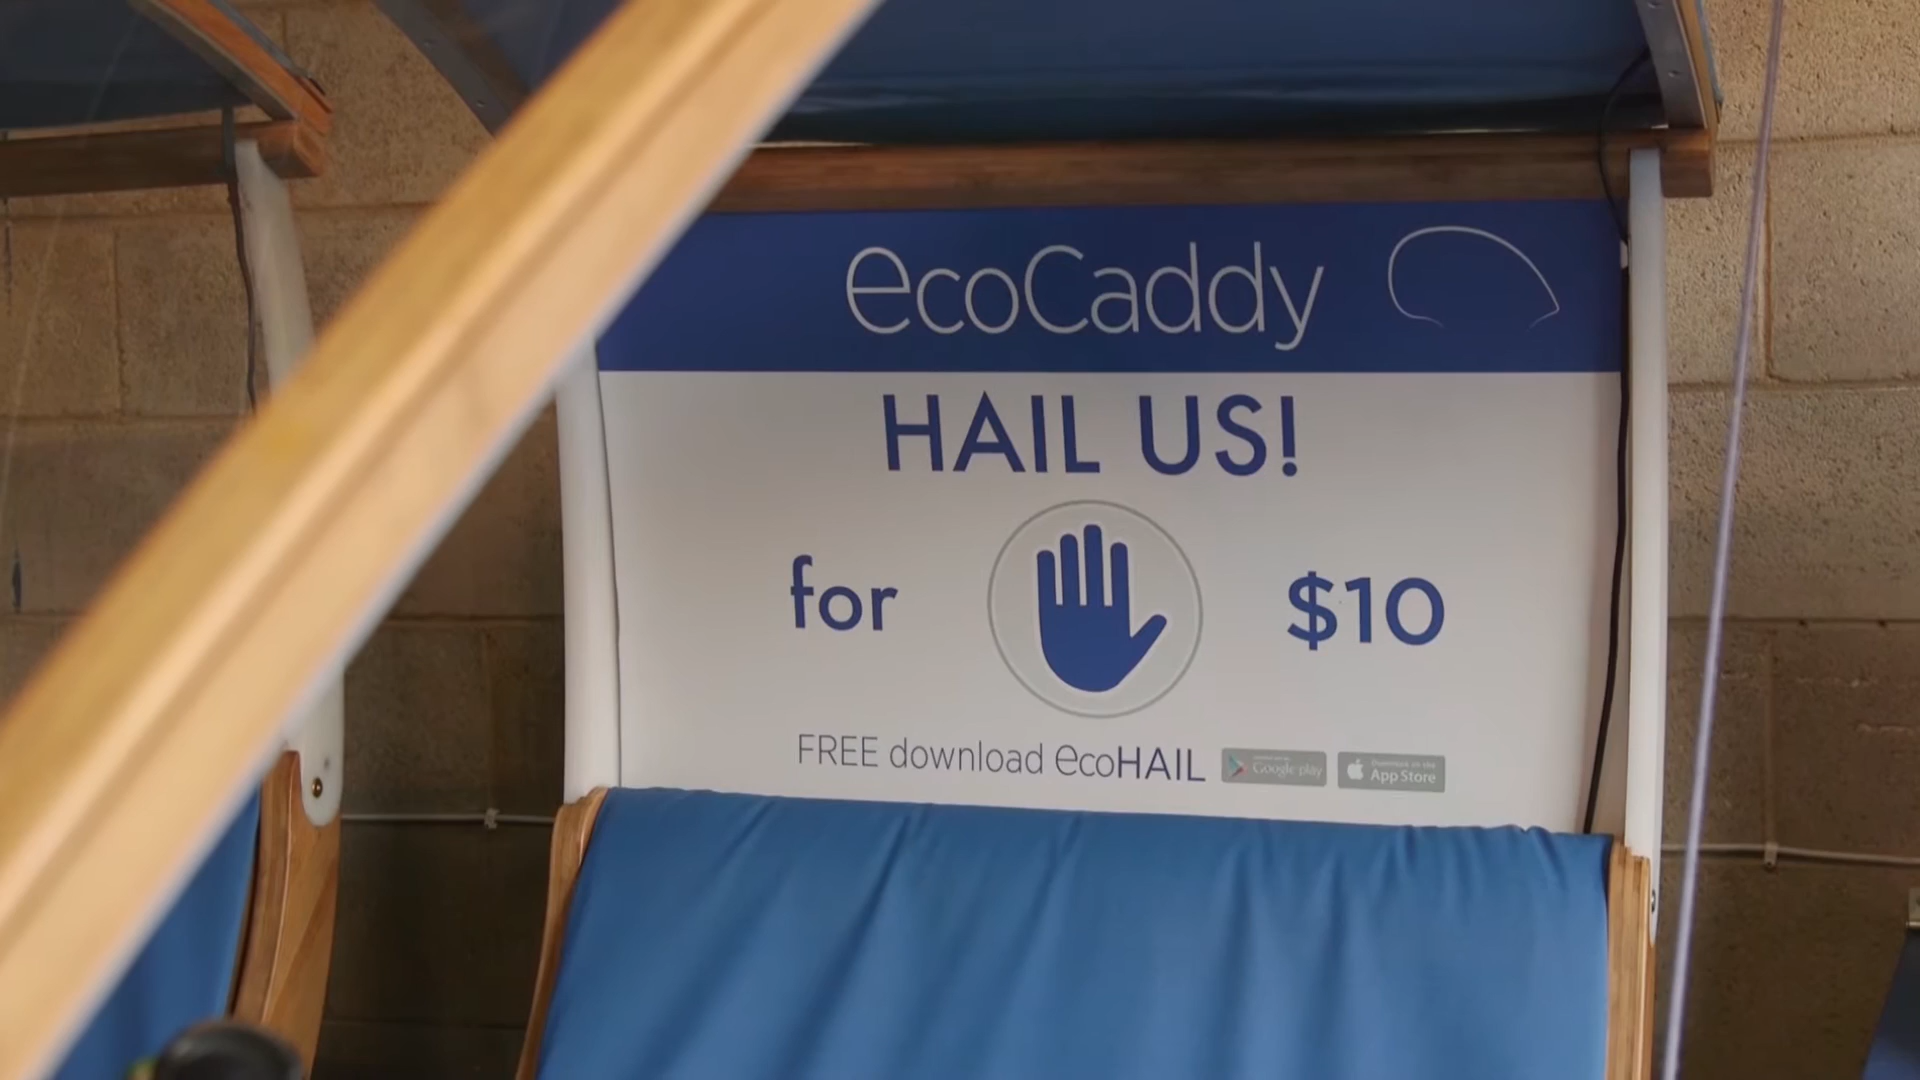 ecoCaddy
HAIL US!
for $10
FREE download ecoHAIL Google play App Store